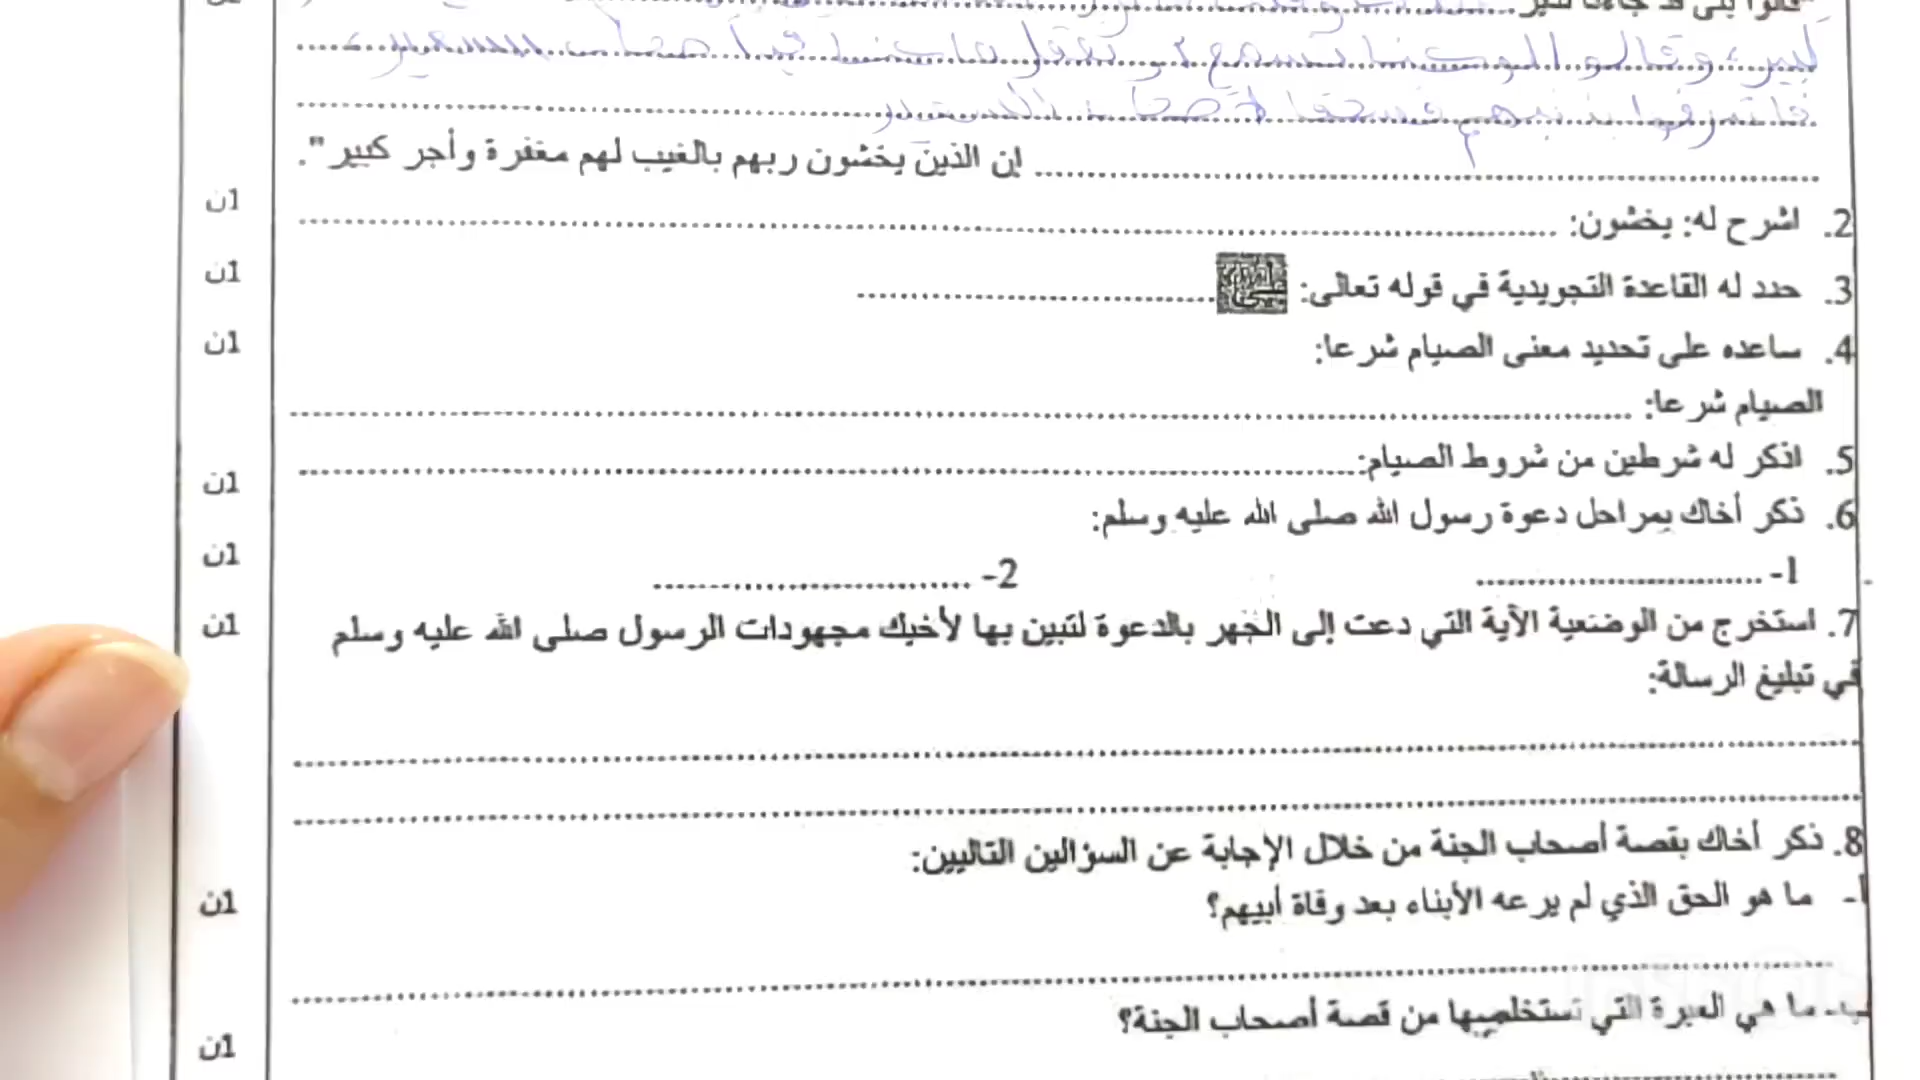 قالوا بلى قد جاءنا نذير
كبير، وقالوا لو كنا نسمع أو نعقل ما كنا في أصحاب السعير،
فاعترفوا بذنبهم فسحقا لأصحاب السعير
إن الذين يخشون ربهم بالغيب لهم مغفرة وأجر كبير".
2. اشرح له: يخشون:
1ن
3. حدد له القاعدة التجويدية في قوله تعالى:
1ن
4. ساعده على تحديد معنى الصيام شرعا:
1ن
الصيام شرعا:
5. اذكر له شرطين من شروط الصيام:
1ن
6. ذكر أخاك بمراحل دعوة رسول الله صلى الله عليه وسلم:
1- 2-
1ن
7. استخرج من الوضعية الآية التي دعت إلى الجهر بالدعوة لتبين بها لأخيك مجهودات الرسول صلى الله عليه وسلم
1ن
في تبليغ الرسالة:
8. ذكر أخاك بقصة أصحاب الجنة من خلال الإجابة عن السؤالين التاليين:
أ- ما هو الحق الذي لم يرعه الأبناء بعد وفاة أبيهم؟
1ن
ب- ما هي العبرة التي تستخلصها من قصة أصحاب الجنة؟
1ن